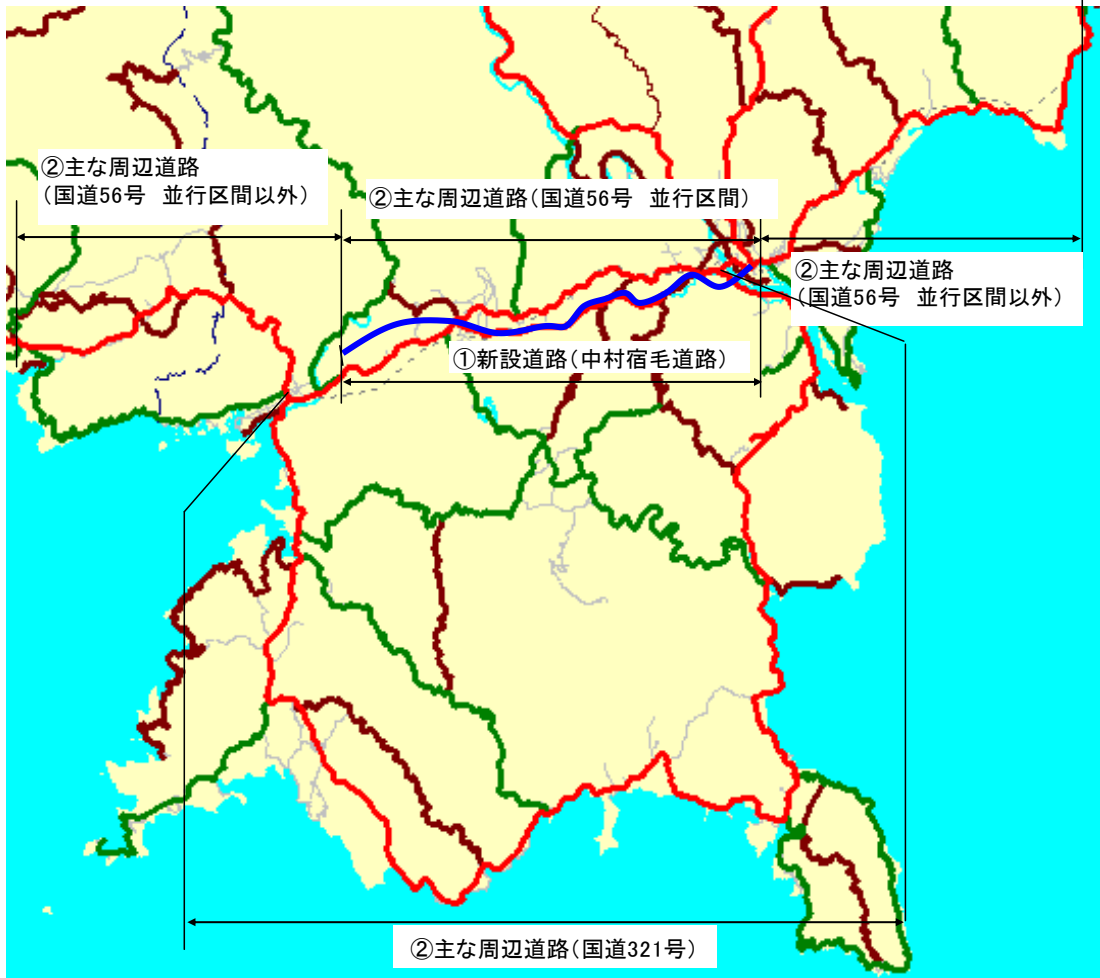 ②主な周辺道路
(国道56号 並行区間以外)
②主な周辺道路(国道56号 並行区間)
②主な周辺道路
(国道56号 並行区間以外)
①新設道路(中村宿毛道路)
②主な周辺道路(国道321号)